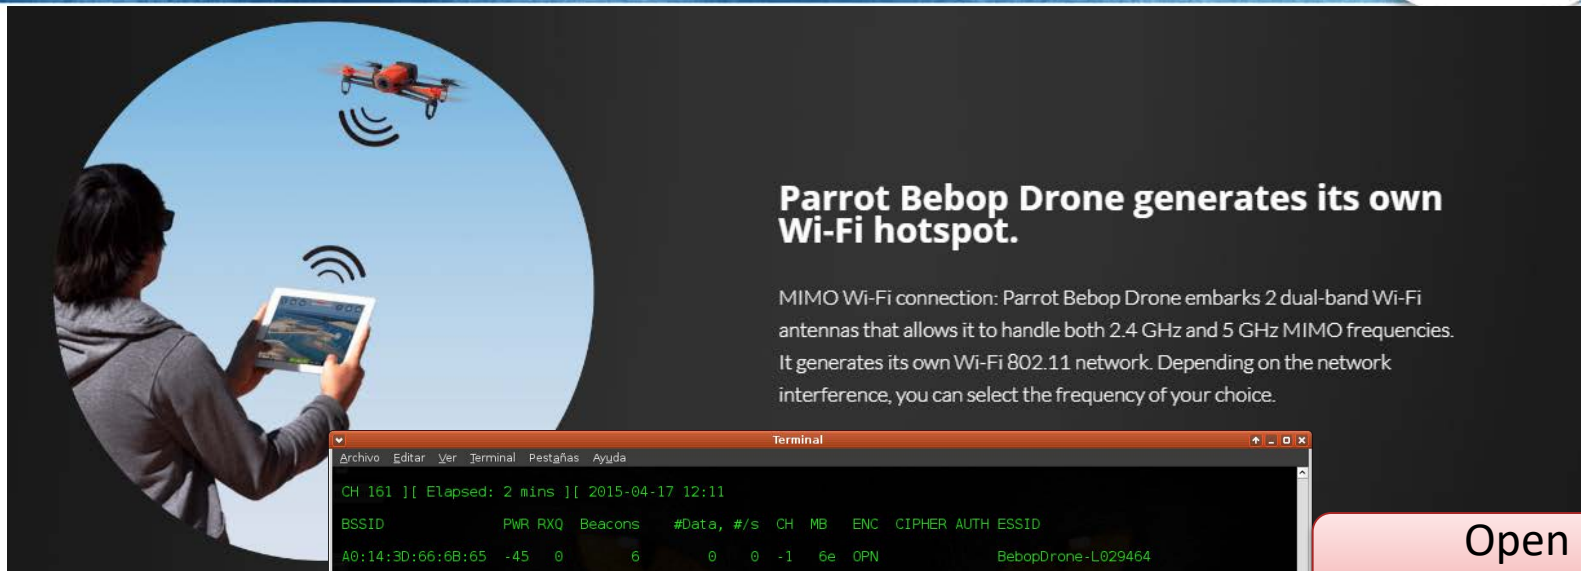 Parrot Bebop Drone generates its own
Wi-Fi hotspot.
MIMO Wi-Fi connection: Parrot Bebop Drone embarks 2 dual-band Wi-Fi
antennas that allows it to handle both 2.4 GHz and 5 GHz MIMO frequencies.
It generates its own Wi-Fi 802.11 network. Depending on the network
interference, you can select the frequency of your choice.
Terminal
Archivo Editar Ver Terminal Pestañas Ayuda
CH 161 ][ Elapsed: 2 mins ][ 2015-04-17 12:11
BSSID PWR RXQ Beacons #Data, #/s CH MB ENC CIPHER AUTH ESSID
A0:14:3D:66:6B:65 -45 0 6 0 0 -1 6e OPN BebopDrone-L029464
Open